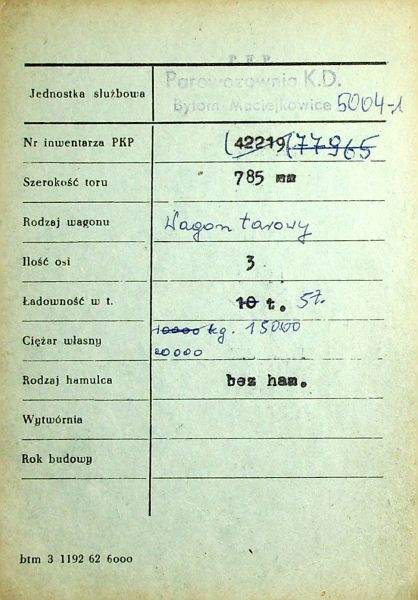 P.K.P.
Jednostka służbowa Parowozownia K.D.
Bytom-Maciejkowice 5004-1
Nr inwentarza PKP (42219(77965
Szerokość toru 785 mm
Rodzaj wagonu Wagon tarowy
Ilość osi 3
Ładowność w t. 10 t. 5t.
Ciężar własny 10000 kg. 15000
20000
Rodzaj hamulca bez ham.
Wytwórnia
Rok budowy
btm 3 1192 62 6000